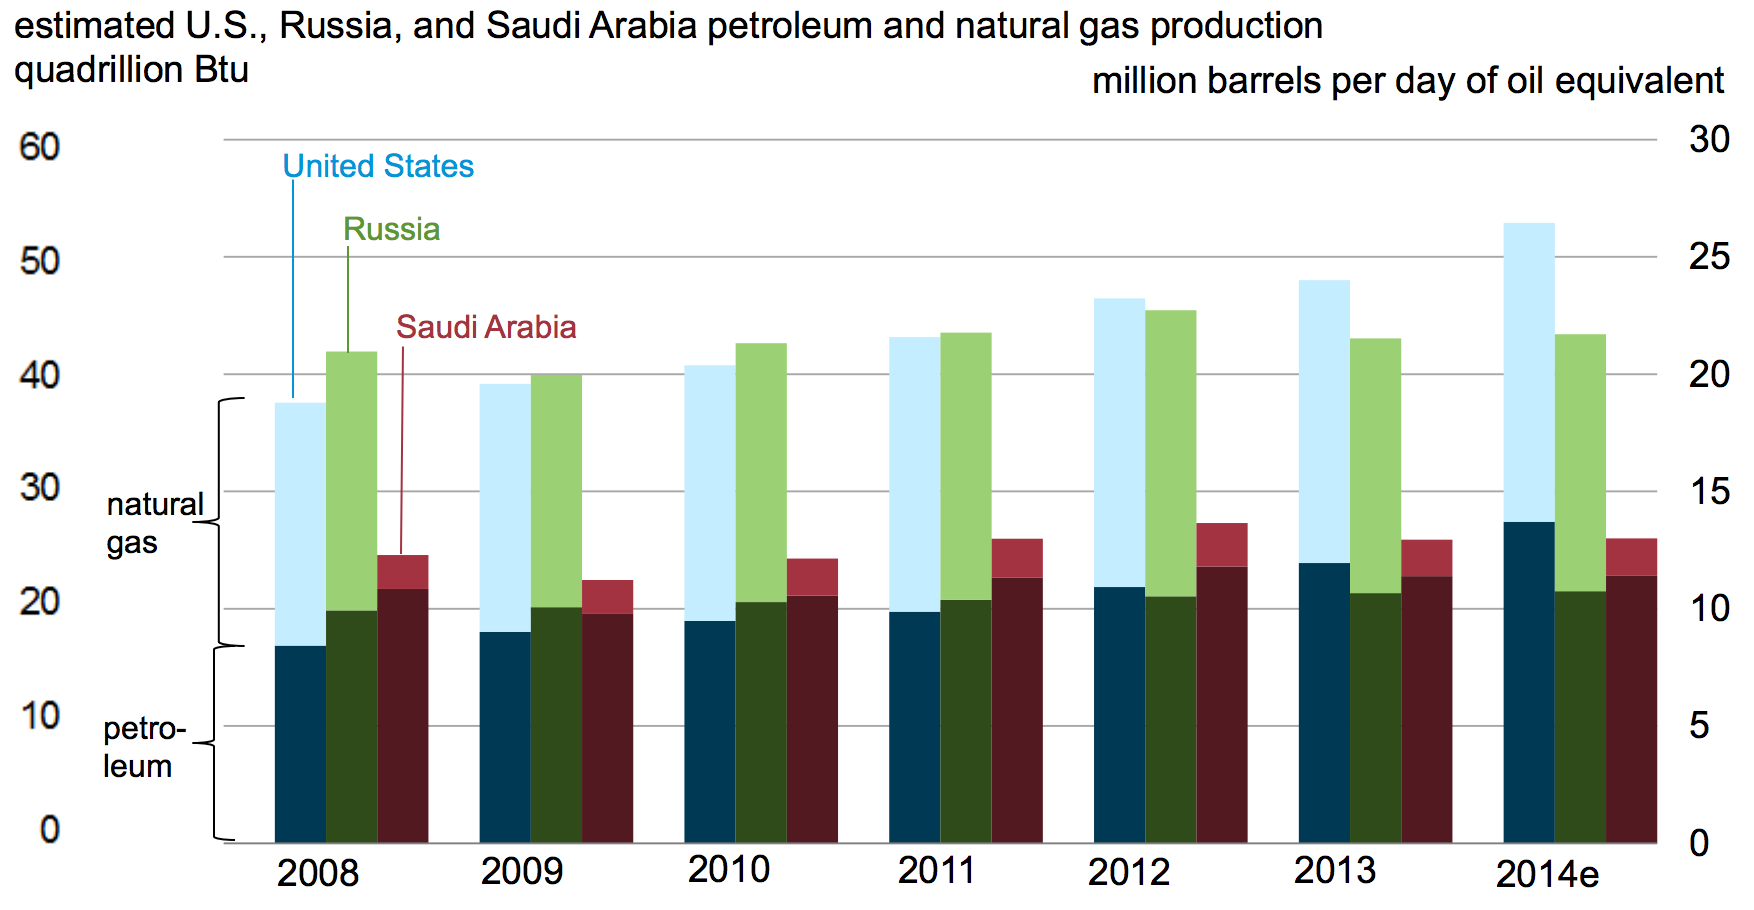 estimated U.S., Russia, and Saudi Arabia petroleum and natural gas production
quadrillion Btu
million barrels per day of oil equivalent
60
30
United States
Russia
50
25
Saudi Arabia
40
20
30
15
natural
gas
20
10
10
5
petro-
leum
0
0
2008
2009
2010
2011
2012
2013
2014e